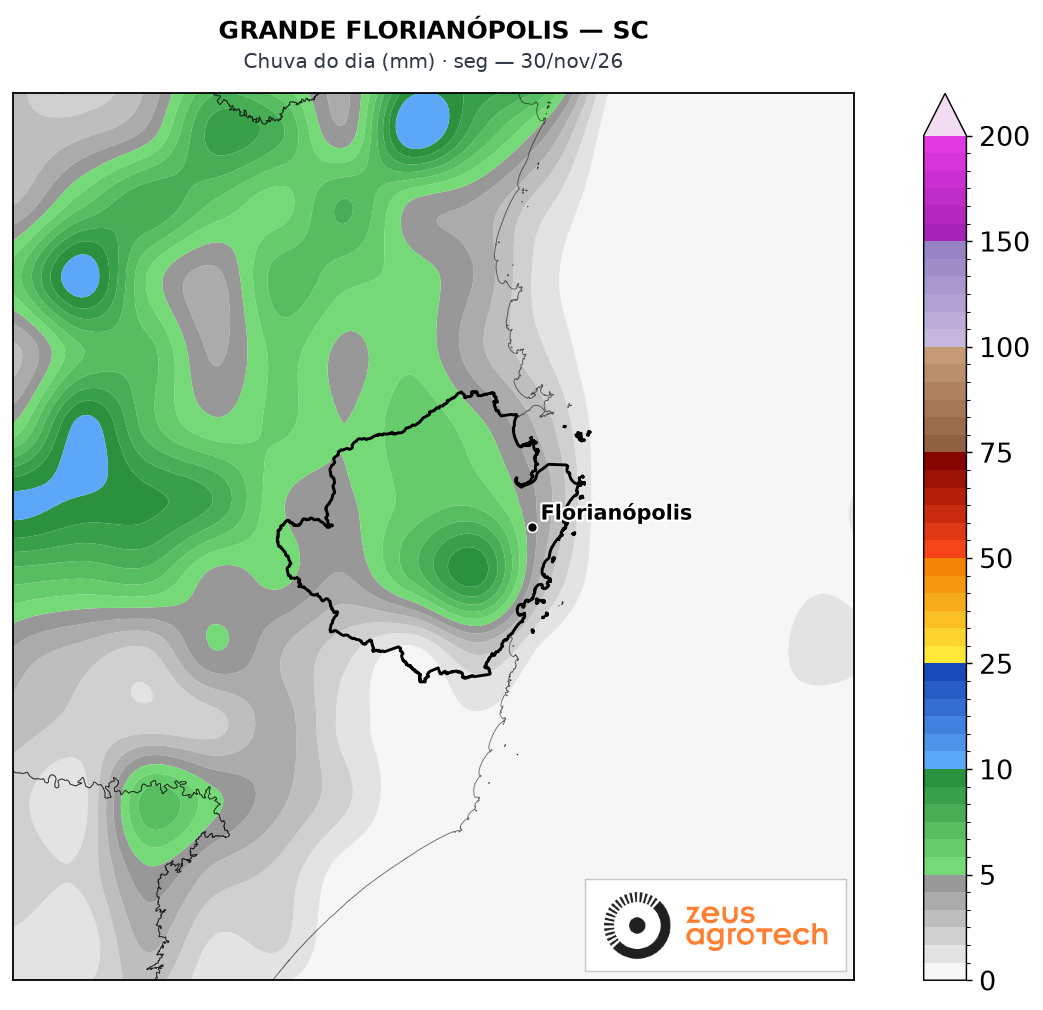 GRANDE FLORIANÓPOLIS — SC
Chuva do dia (mm) · seg — 30/nov/26
200
150
100
75
50
25
10
5
0
Florianópolis
zeus
agrotech